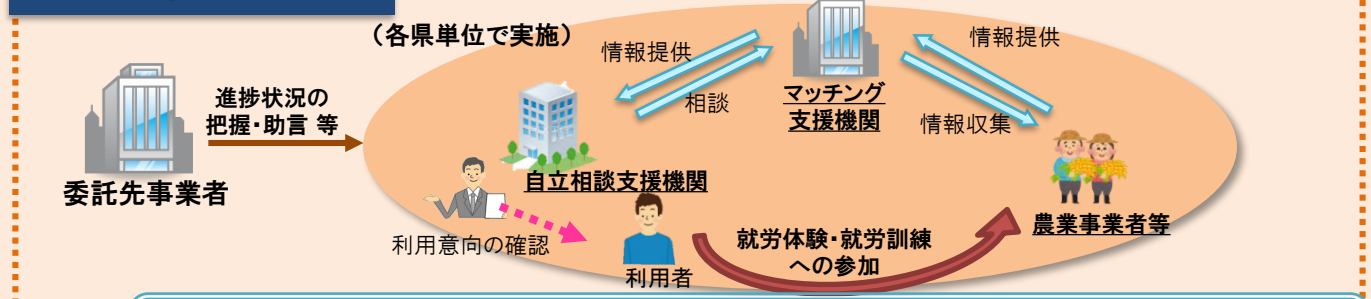 (各県単位で実施)
情報提供
情報提供
進捗状況の
把握・助言 等
相談
マッチング
支援機関
情報収集
委託先事業者
自立相談支援機関
農業事業者等
利用意向の確認
就労体験・就労訓練
への参加
利用者